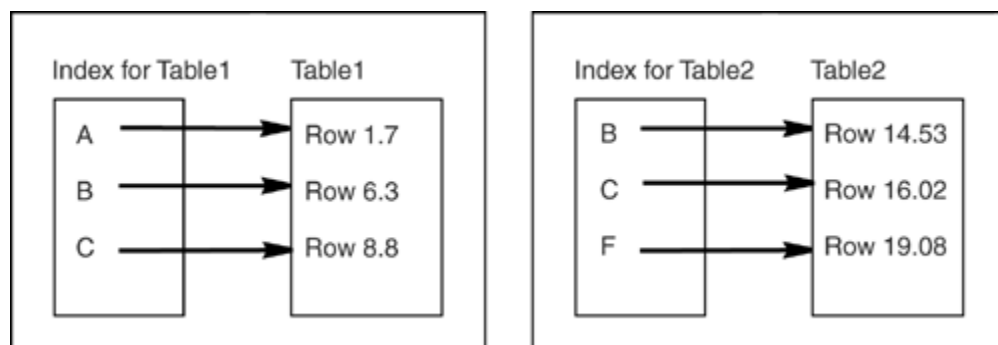 Index for Table1 Table1
A Row 1.7
B Row 6.3
C Row 8.8
Index for Table2 Table2
B Row 14.53
C Row 16.02
F Row 19.08